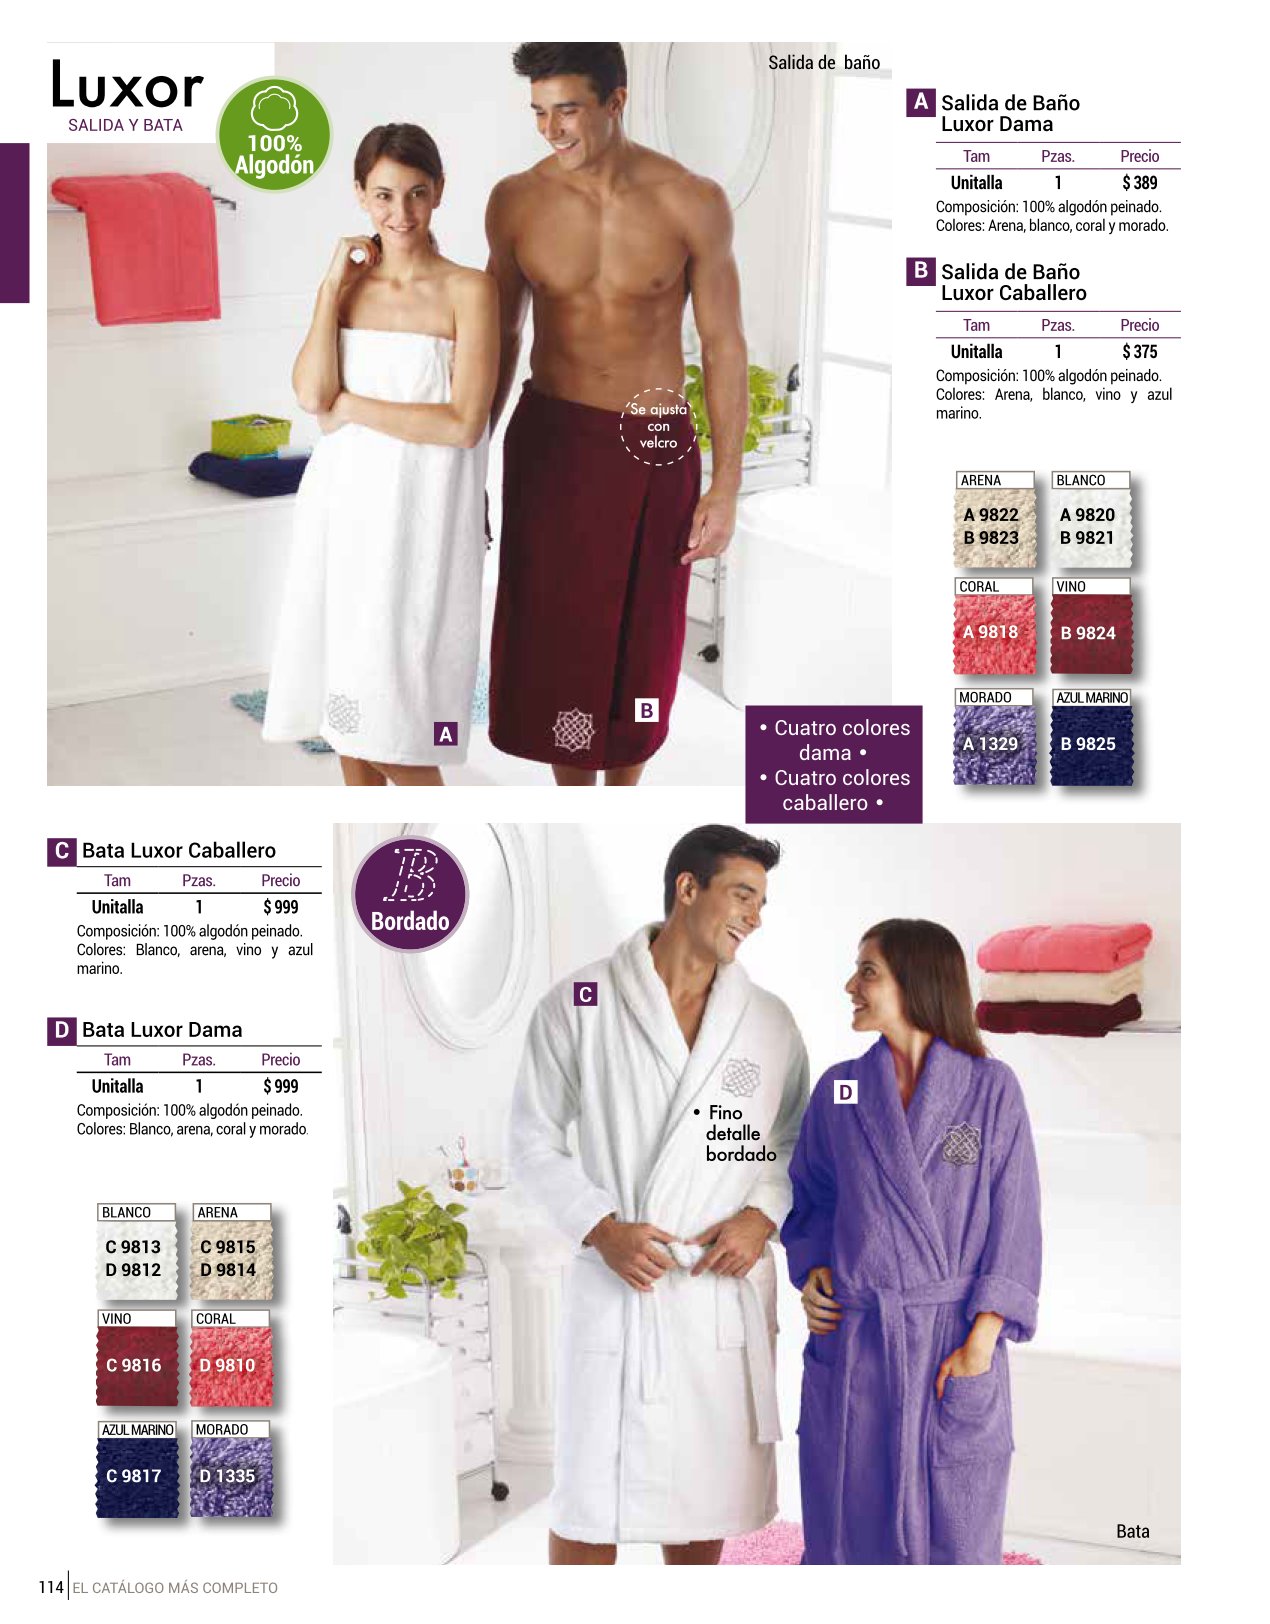 Luxor
SALIDA Y BATA
100%
Algodón
Salida de baño
Se ajusta
con
velcro
A
B
A Salida de Baño
Luxor Dama
Tam Pzas. Precio
Unitalla 1 $ 389
Composición: 100% algodón peinado.
Colores: Arena, blanco, coral y morado.
B Salida de Baño
Luxor Caballero
Tam Pzas. Precio
Unitalla 1 $ 375
Composición: 100% algodón peinado.
Colores: Arena, blanco, vino y azul
marino.
ARENA
A 9822
B 9823
BLANCO
A 9820
B 9821
CORAL
A 9818
VINO
B 9824
MORADO
A 1329
AZUL MARINO
B 9825
• Cuatro colores
dama •
• Cuatro colores
caballero •
C Bata Luxor Caballero
Tam Pzas. Precio
Unitalla 1 $ 999
Composición: 100% algodón peinado.
Colores: Blanco, arena, vino y azul
marino.
D Bata Luxor Dama
Tam Pzas. Precio
Unitalla 1 $ 999
Composición: 100% algodón peinado.
Colores: Blanco, arena, coral y morado.
BLANCO
C 9813
D 9812
ARENA
C 9815
D 9814
VINO
C 9816
CORAL
D 9810
AZUL MARINO
C 9817
MORADO
D 1335
B
Bordado
C
D
• Fino
detalle
bordado
Bata
114 EL CATÁLOGO MÁS COMPLETO